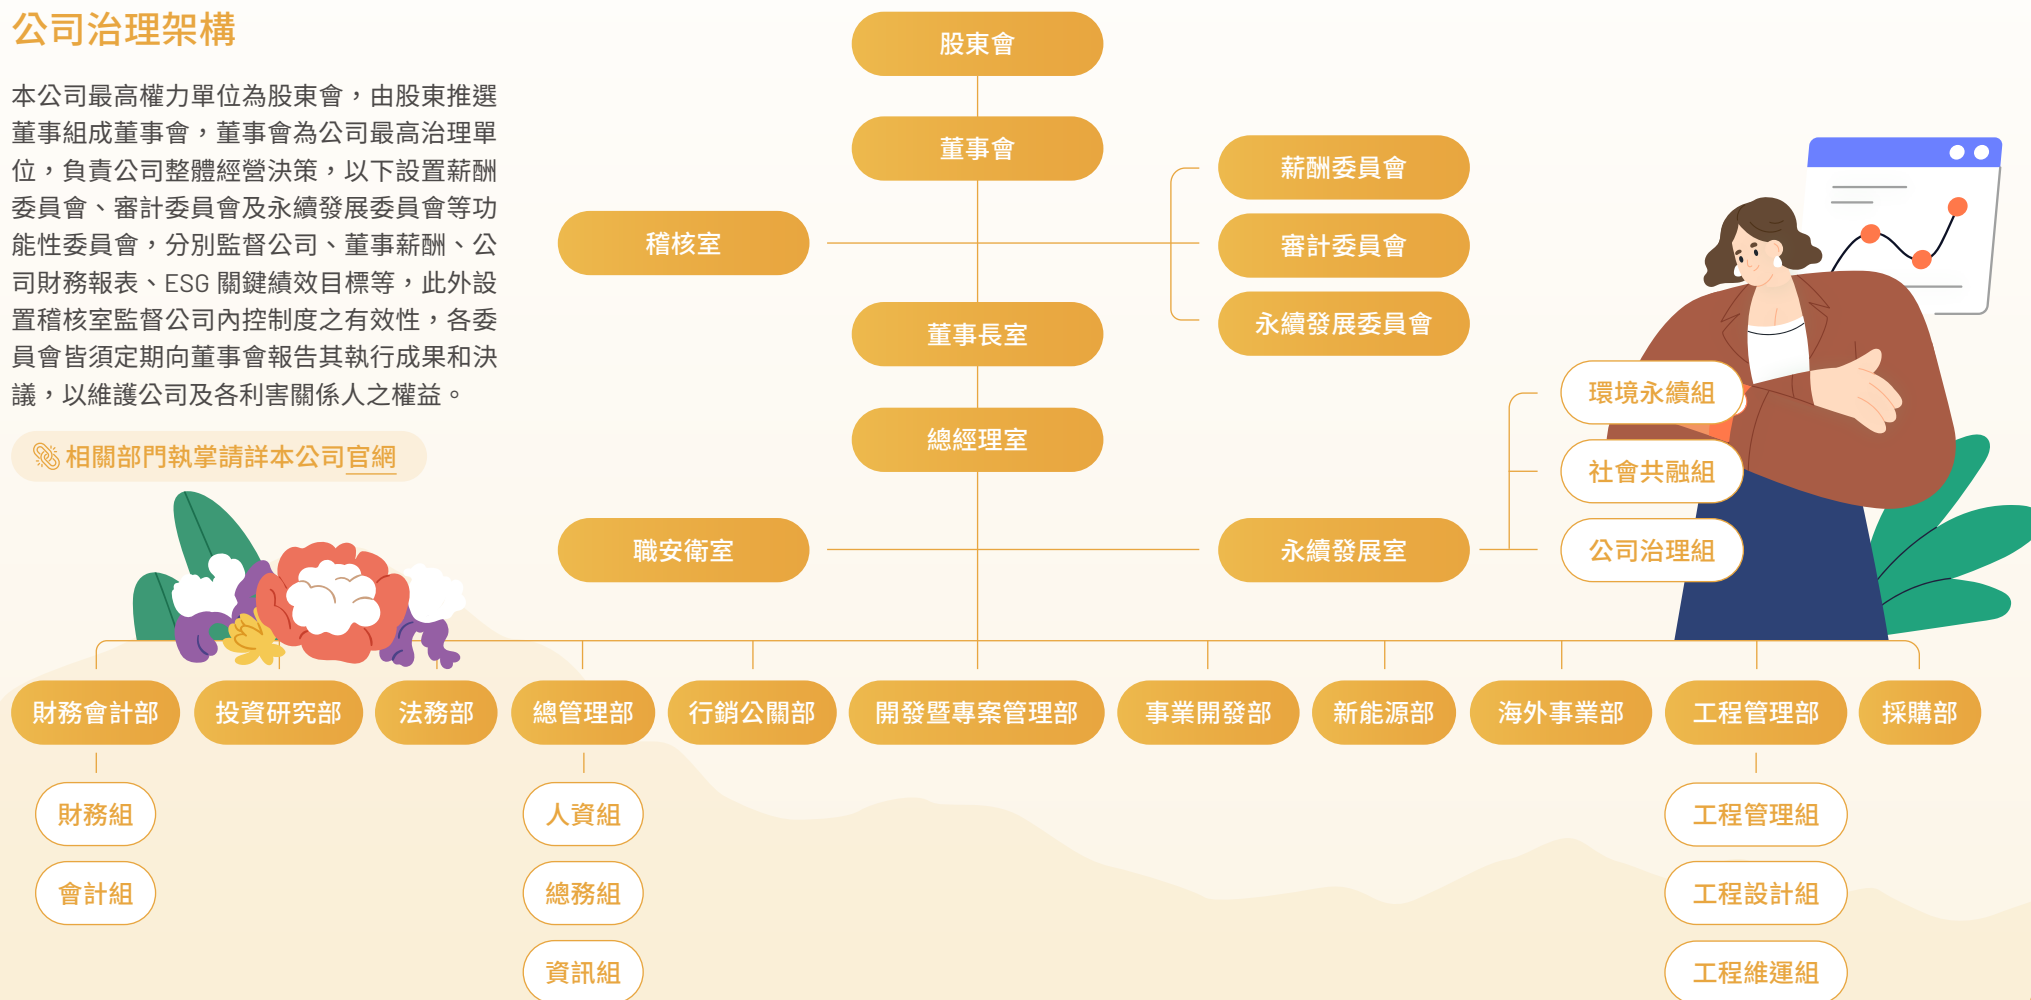 公司治理架構
本公司最高權力單位為股東會，由股東推選
董事組成董事會，董事會為公司最高治理單
位，負責公司整體經營決策，以下設置薪酬
委員會、審計委員會及永續發展委員會等功
能性委員會，分別監督公司、董事薪酬、公
司財務報表、ESG 關鍵績效目標等，此外設
置稽核室監督公司內控制度之有效性，各委
員會皆須定期向董事會報告其執行成果和決
議，以維護公司及各利害關係人之權益。
相關部門執掌請詳本公司官網
股東會
董事會
薪酬委員會
稽核室
審計委員會
永續發展委員會
董事長室
總經理室
環境永續組
社會共融組
職安衛室
永續發展室
公司治理組
財務會計部
投資研究部
法務部
總管理部
行銷公關部
開發暨專案管理部
事業開發部
新能源部
海外事業部
工程管理部
採購部
財務組
人資組
工程管理組
會計組
總務組
工程設計組
資訊組
工程維運組